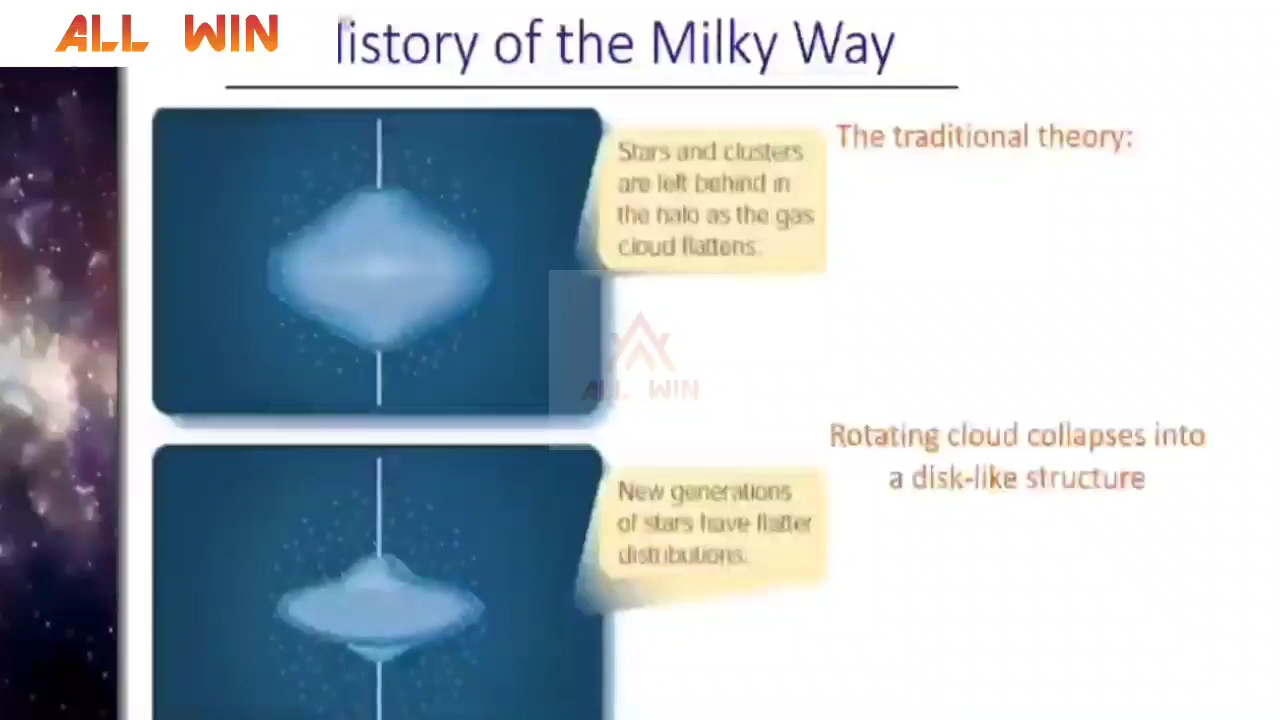 ALL WIN
listory of the Milky Way
Stars and clusters
are left behind in
the halo as the gas
cloud flattens.
The traditional theory:
ALL WIN
Rotating cloud collapses into
a disk-like structure
New generations
of stars have flatter
distributions.